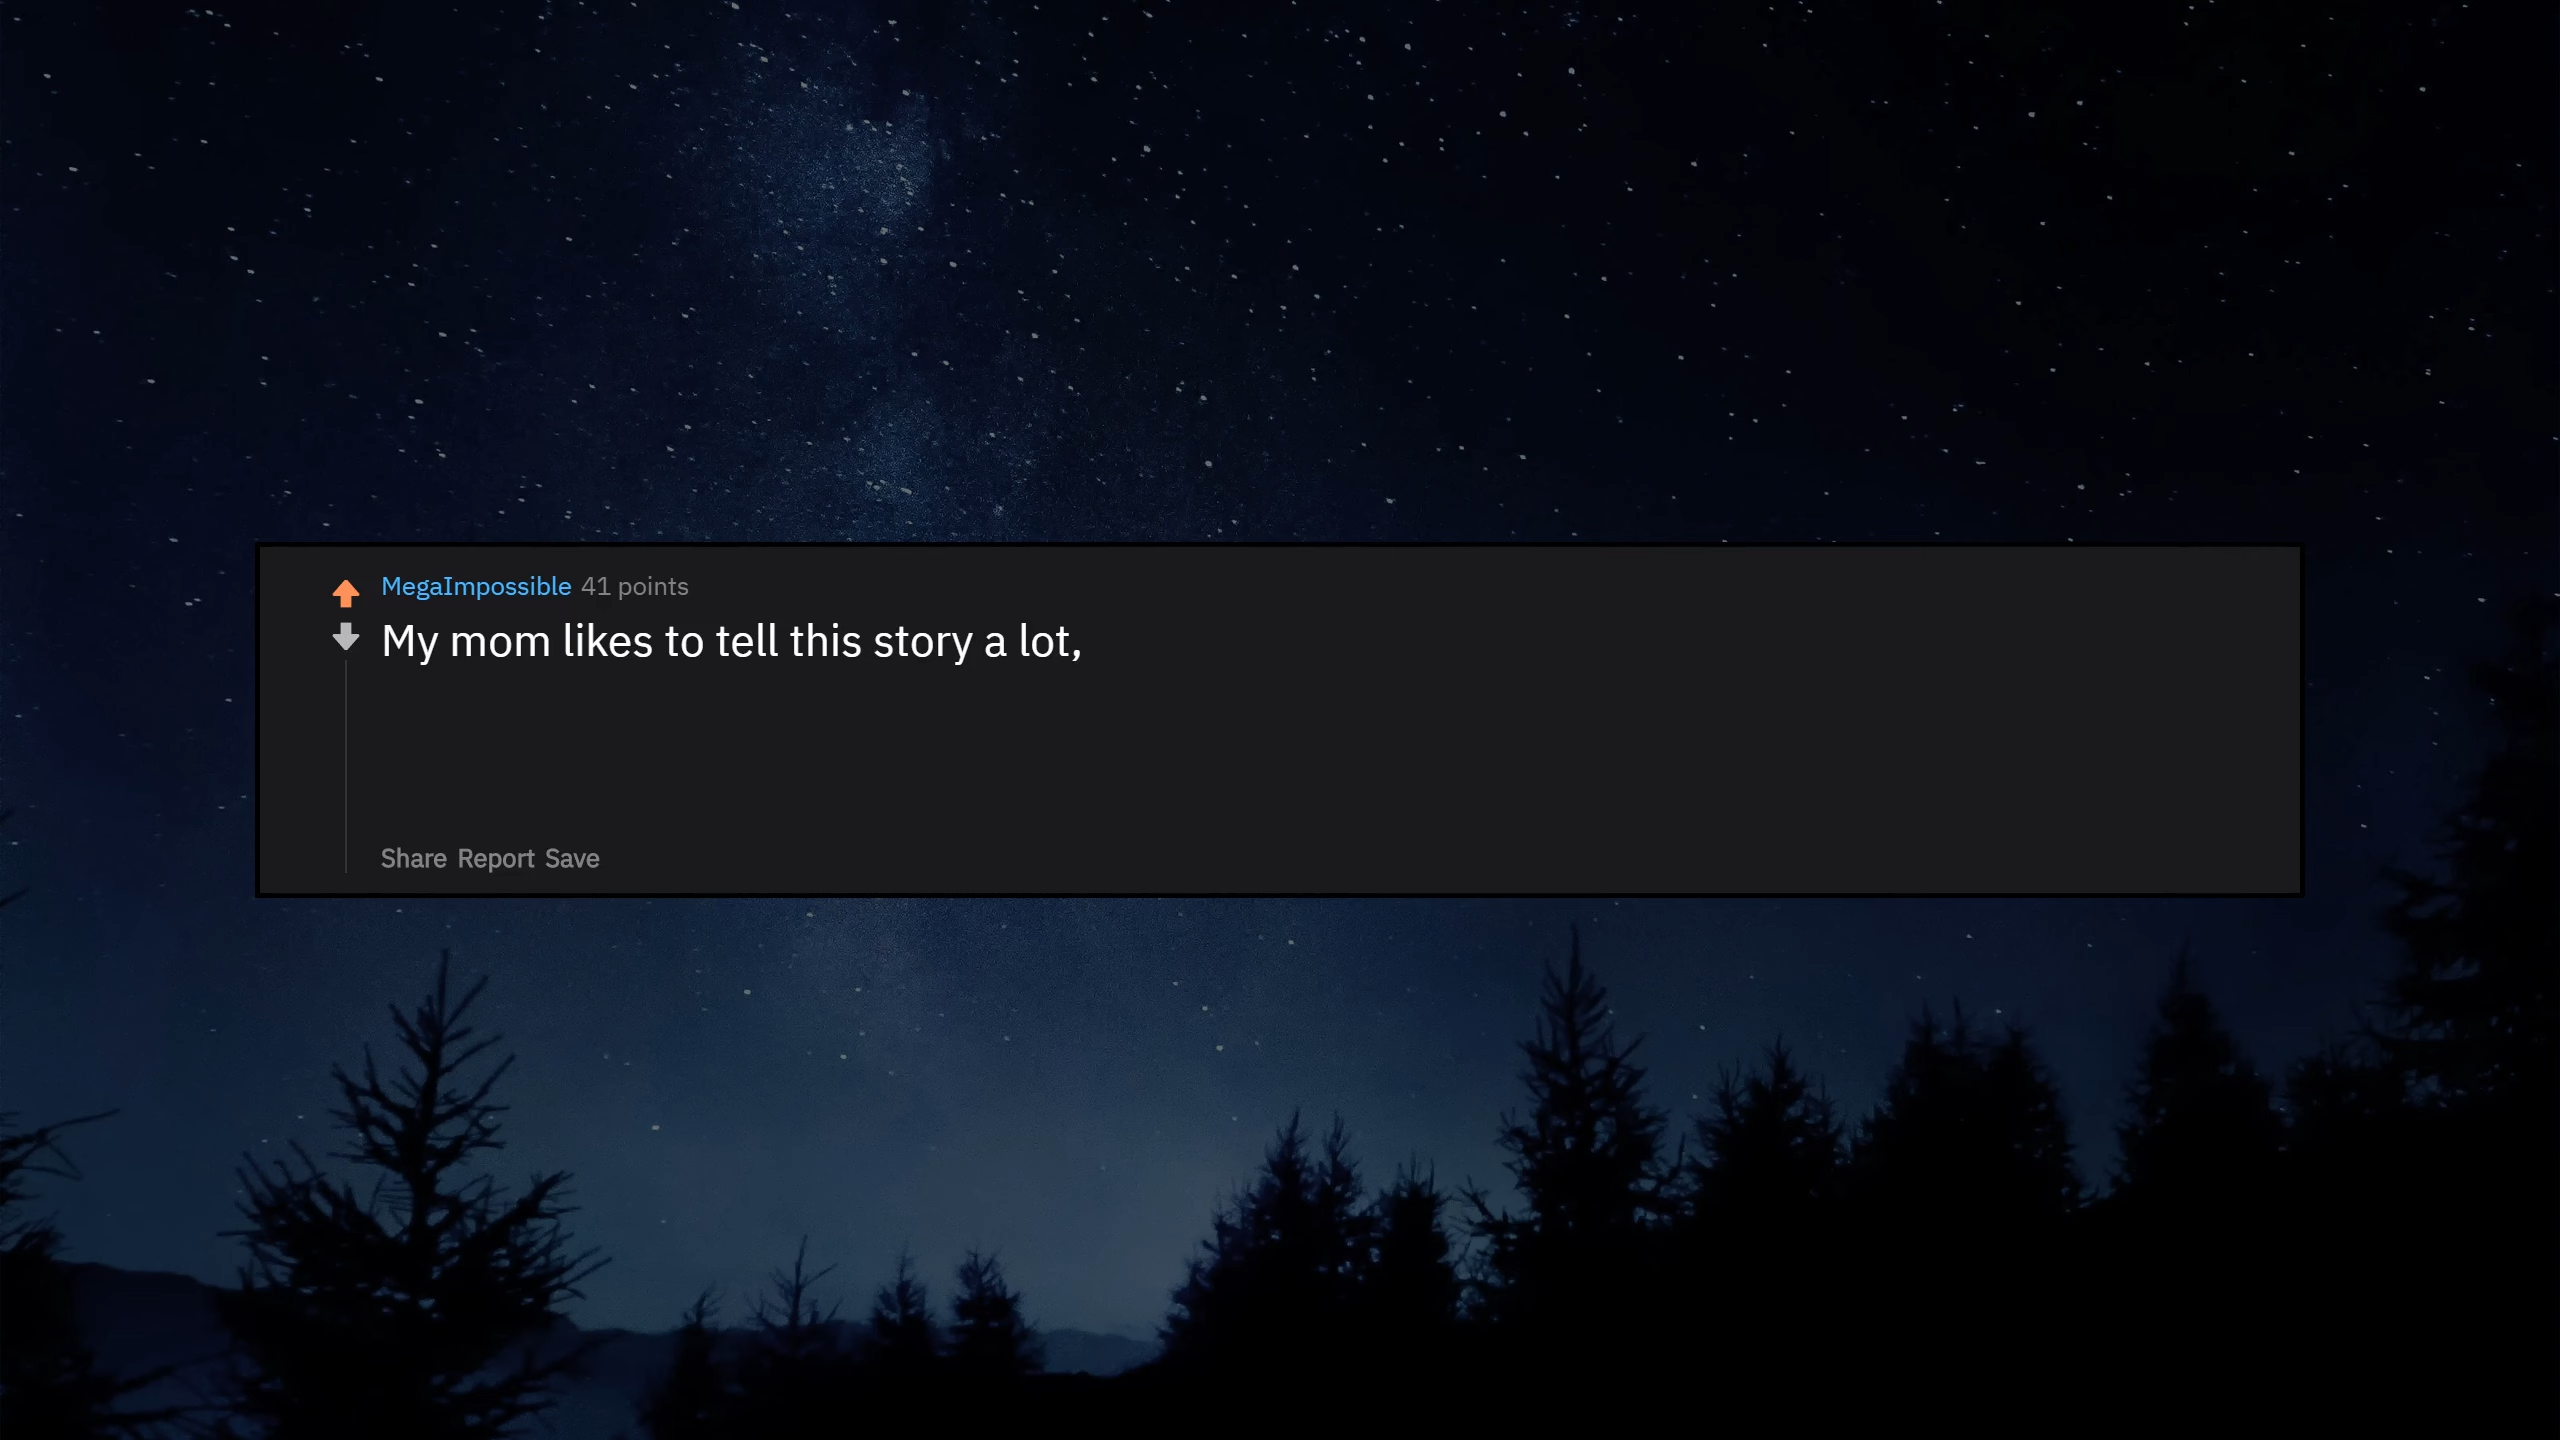 MegaImpossible 41 points
My mom likes to tell this story a lot,
Share Report Save